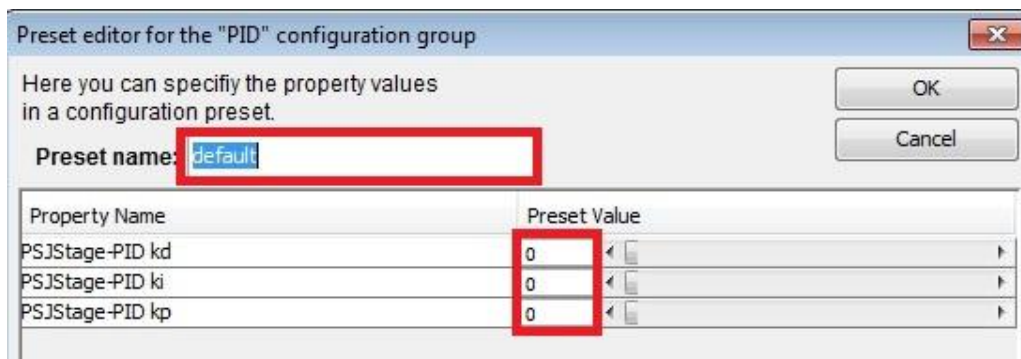 Preset editor for the "PID" configuration group
Here you can specifiy the property values
in a configuration preset.
OK
Cancel
Preset name: default
Property Name Preset Value
PSJStage-PID kd 0
PSJStage-PID ki 0
PSJStage-PID kp 0